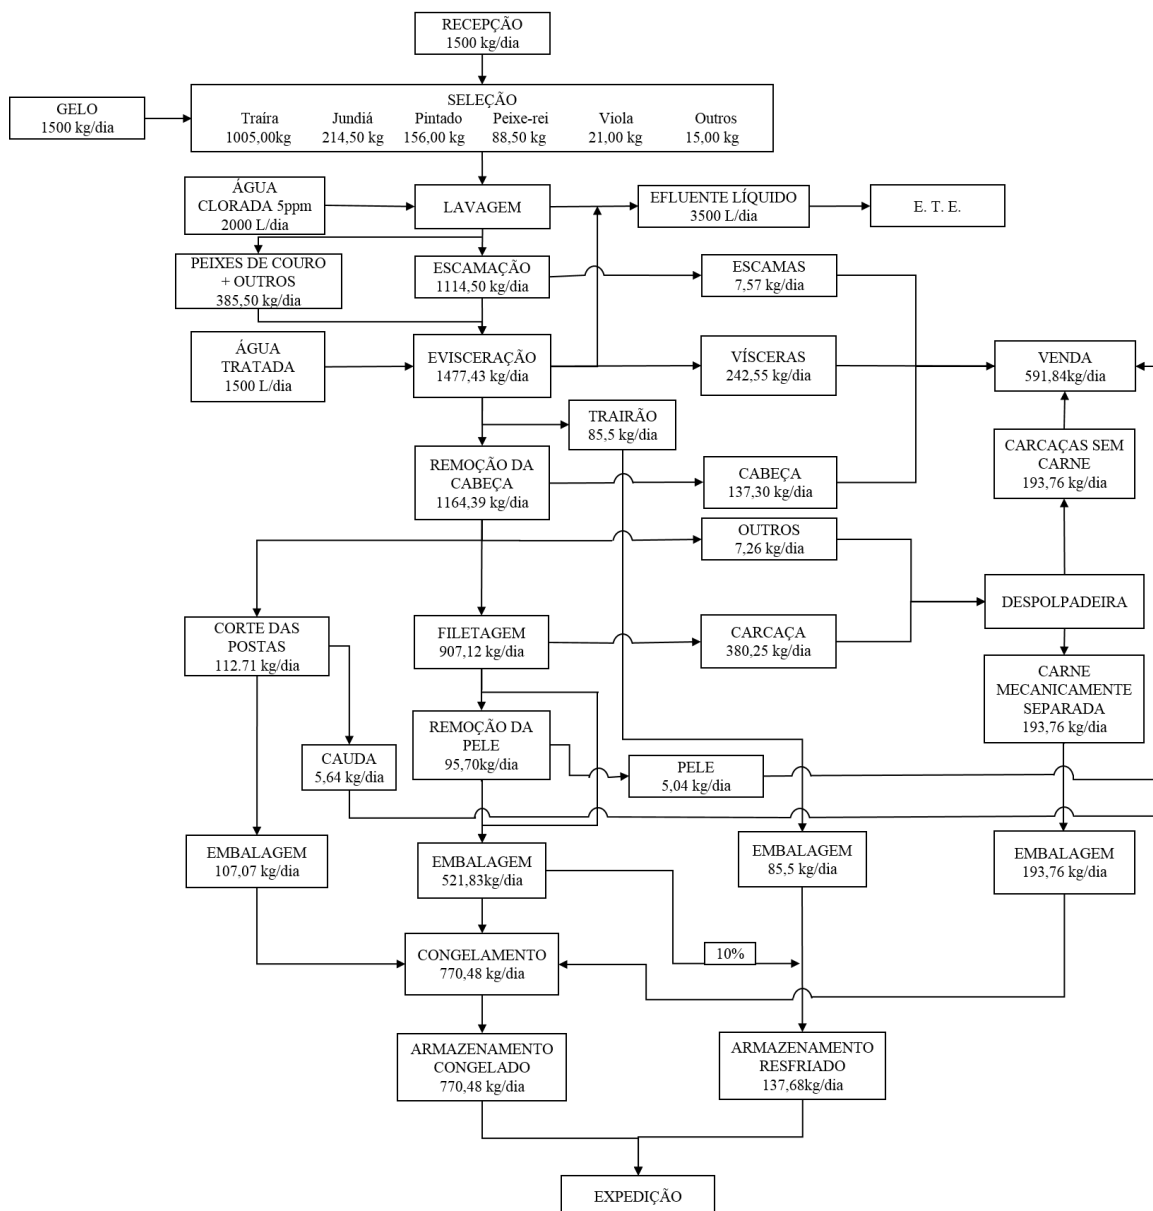 RECEPÇÃO
1500 kg/dia
GELO
1500 kg/dia
SELEÇÃO
Traíra Jundiá Pintado Peixe-rei Viola Outros
1005,00kg 214,50 kg 156,00 kg 88,50 kg 21,00 kg 15,00 kg
ÁGUA
CLORADA 5ppm
2000 L/dia
LAVAGEM
EFLUENTE LÍQUIDO
3500 L/dia
E. T. E.
PEIXES DE COURO
+ OUTROS
385,50 kg/dia
ESCAMAÇÃO
1114,50 kg/dia
ESCAMAS
7,57 kg/dia
ÁGUA
TRATADA
1500 L/dia
EVISCERAÇÃO
1477,43 kg/dia
VÍSCERAS
242,55 kg/dia
VENDA
591,84kg/dia
TRAIRÃO
85,5 kg/dia
REMOÇÃO DA
CABEÇA
1164,39 kg/dia
CABEÇA
137,30 kg/dia
CARCAÇAS SEM
CARNE
193,76 kg/dia
OUTROS
7,26 kg/dia
DESPOLPADEIRA
CORTE DAS
POSTAS
112.71 kg/dia
FILETAGEM
907,12 kg/dia
CARCAÇA
380,25 kg/dia
CARNE
MECANICAMENTE
SEPARADA
193,76 kg/dia
REMOÇÃO DA
PELE
95,70kg/dia
CAUDA
5,64 kg/dia
PELE
5,04 kg/dia
EMBALAGEM
107,07 kg/dia
EMBALAGEM
521,83kg/dia
EMBALAGEM
85,5 kg/dia
EMBALAGEM
193,76 kg/dia
10%
CONGELAMENTO
770,48 kg/dia
ARMAZENAMENTO
CONGELADO
770,48 kg/dia
ARMAZENAMENTO
RESFRIADO
137,68kg/dia
EXPEDIÇÃO